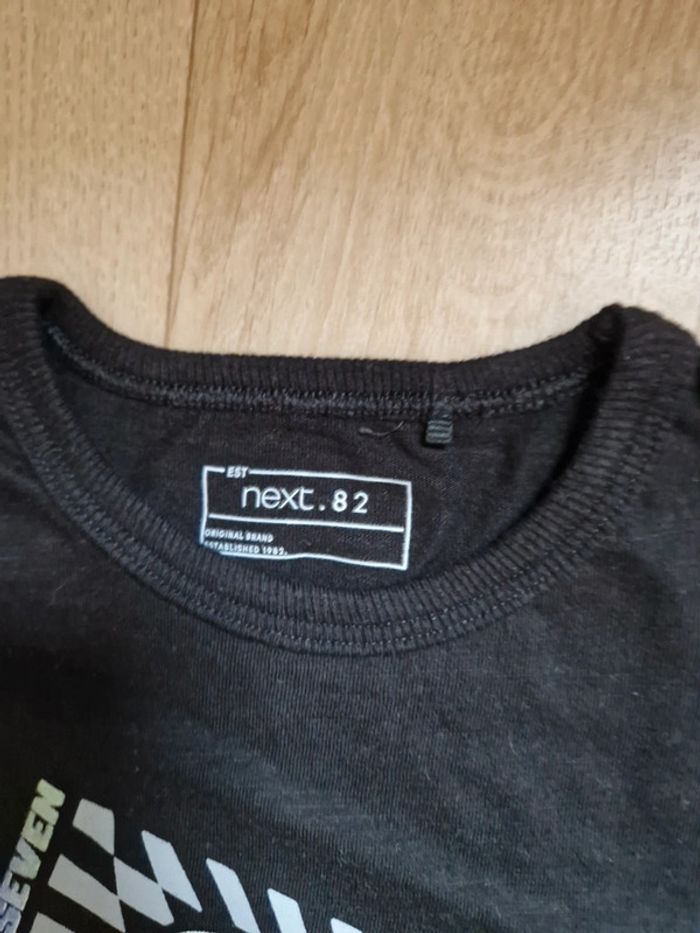 EST
next.82
ORIGINAL BRAND
ESTABLISHED 1982.
SEVEN